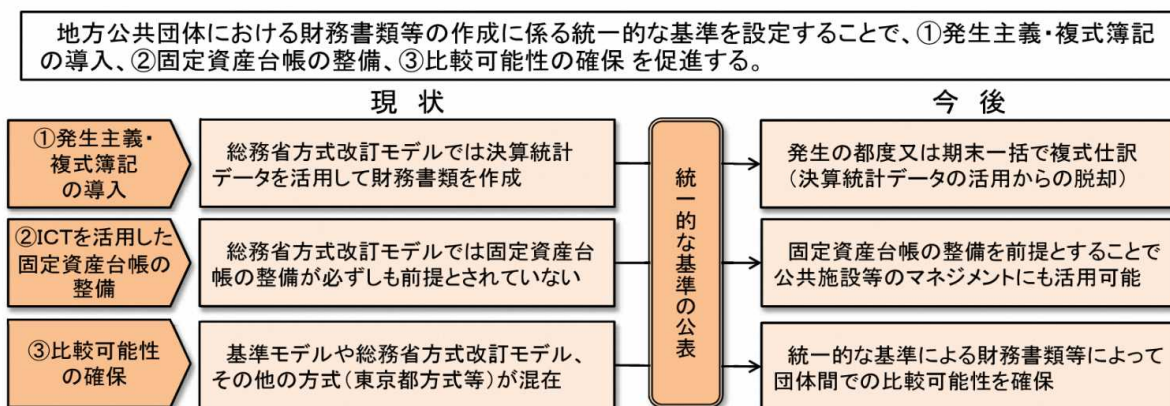 地方公共団体における財務書類等の作成に係る統一的な基準を設定することで、①発生主義・複式簿記
の導入、②固定資産台帳の整備、③比較可能性の確保 を促進する。
現 状
今 後
①発生主義・
複式簿記
の導入
総務省方式改訂モデルでは決算統計
データを活用して財務書類を作成
発生の都度又は期末一括で複式仕訳
(決算統計データの活用からの脱却)
②ICTを活用した
固定資産台帳の
整備
総務省方式改訂モデルでは固定資産台
帳の整備が必ずしも前提とされていない
固定資産台帳の整備を前提とすることで
公共施設等のマネジメントにも活用可能
③比較可能性
の確保
基準モデルや総務省方式改訂モデル、
その他の方式(東京都方式等)が混在
統一的な基準による財務書類等によって
団体間での比較可能性を確保
統一的な基準の公表